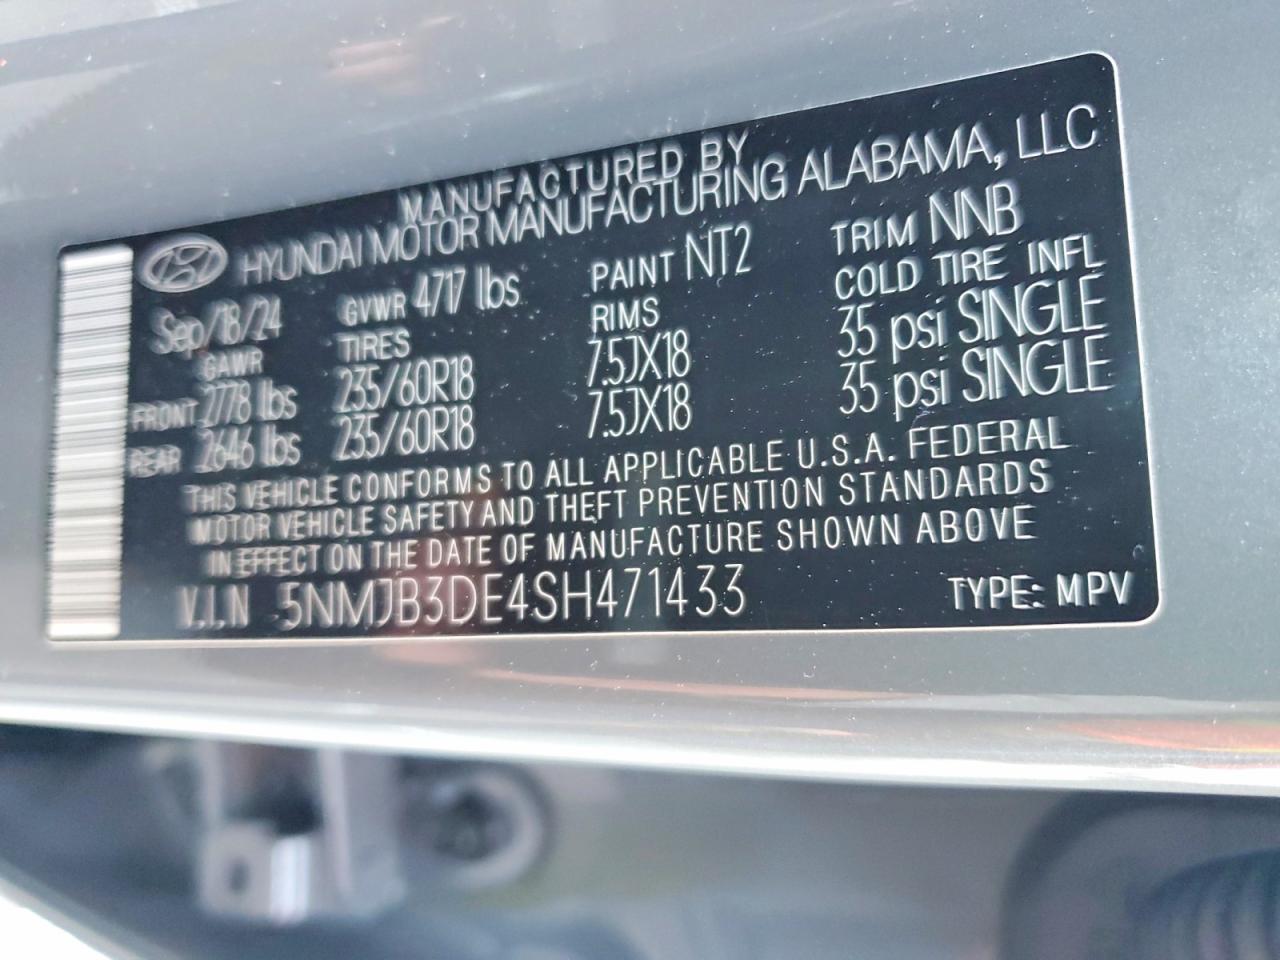 MANUFACTURED BY
HYUNDAI MOTOR MANUFACTURING ALABAMA, LLC
Sep/18/24 GVWR 4717 lbs PAINT NT2 TRIM NNB
GAWR TIRES RIMS COLD TIRE INFL
FRONT 2778 lbs 235/60R18 7.5JX18 35 psi SINGLE
REAR 2646 lbs 235/60R18 7.5JX18 35 psi SINGLE
THIS VEHICLE CONFORMS TO ALL APPLICABLE U.S.A. FEDERAL
MOTOR VEHICLE SAFETY AND THEFT PREVENTION STANDARDS
IN EFFECT ON THE DATE OF MANUFACTURE SHOWN ABOVE
V.I.N 5NMJB3DE4SH471433 TYPE: MPV